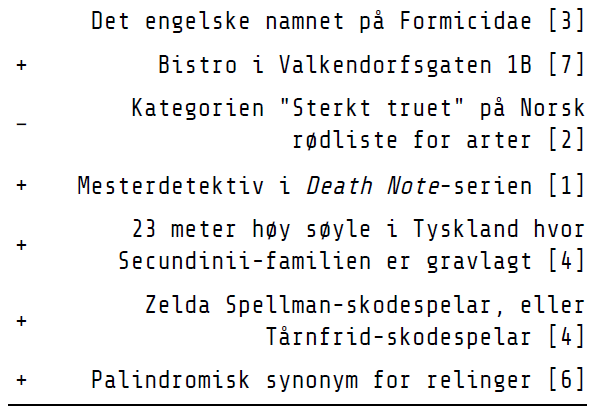 Det engelske namnet på Formicidae [3]
+ Bistro i Valkendorfsgaten 1B [7]
− Kategorien "Sterkt truet" på Norsk
rødliste for arter [2]
+ Mesterdetektiv i Death Note-serien [1]
+ 23 meter høy søyle i Tyskland hvor
Secundinii-familien er gravlagt [4]
+ Zelda Spellman-skodespelar, eller
Tårnfrid-skodespelar [4]
+ Palindromisk synonym for relinger [6]